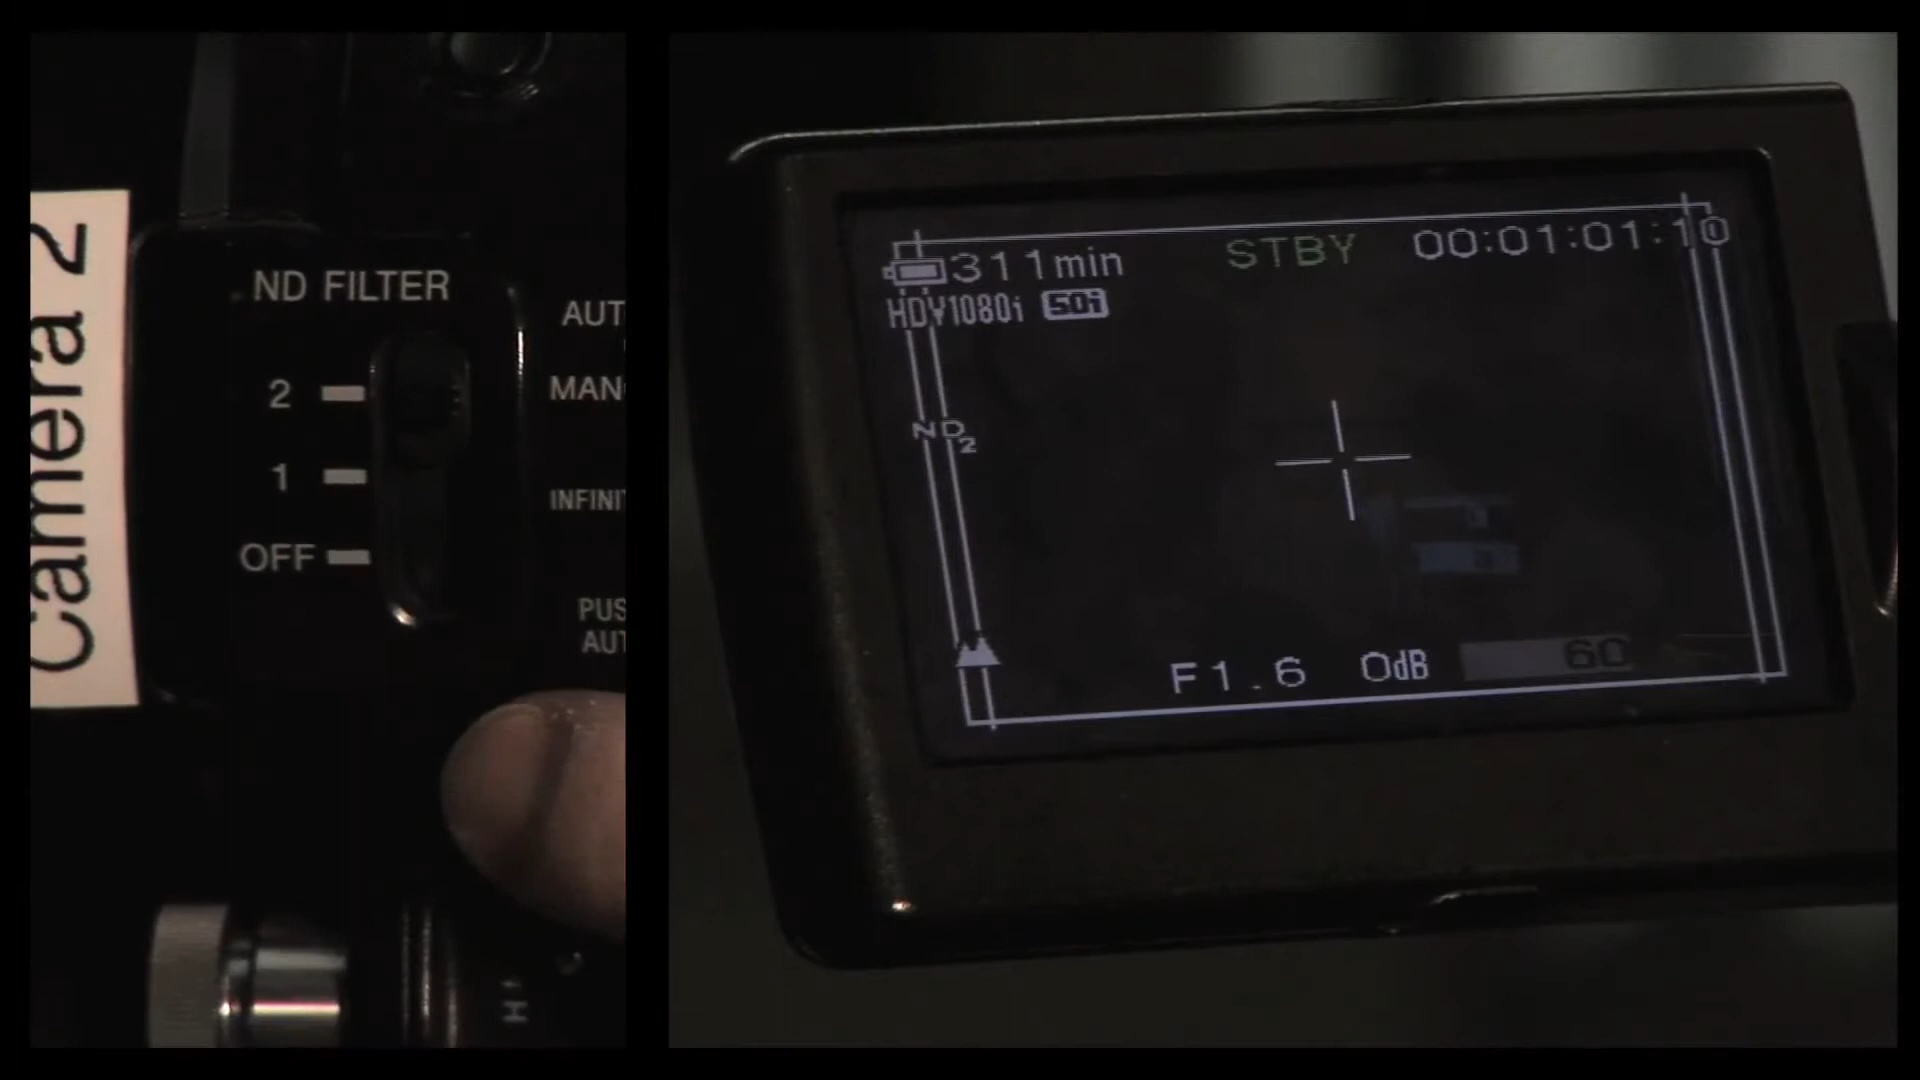 Camera 2
ND FILTER
2
1
OFF
AUT
MAN
INFINI
PUS
AUT
311min
STBY
00:01:01:10
HDV1080i
50i
ND2
F1.6
0dB
60